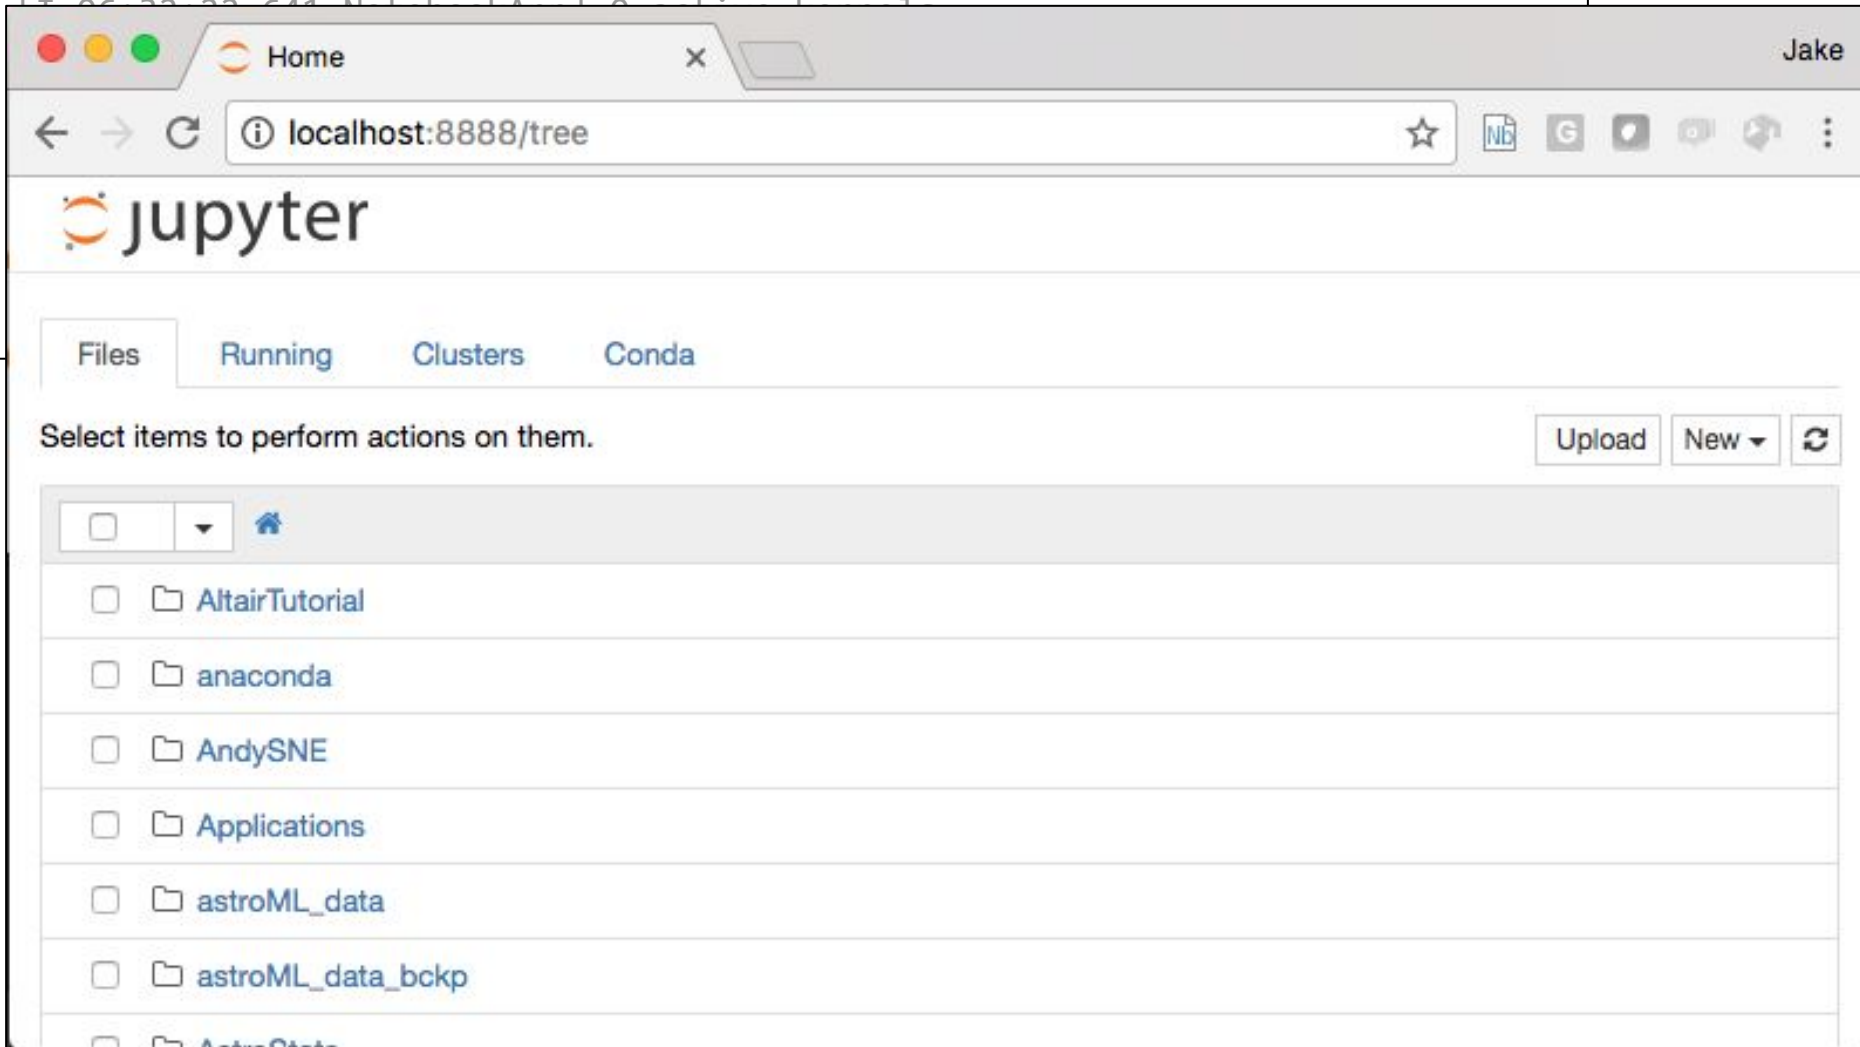 Home
Jake
localhost:8888/tree
Nb
G
jupyter
Files Running Clusters Conda
Select items to perform actions on them.
Upload New
AltairTutorial
anaconda
AndySNE
Applications
astroML_data
astroML_data_bckp